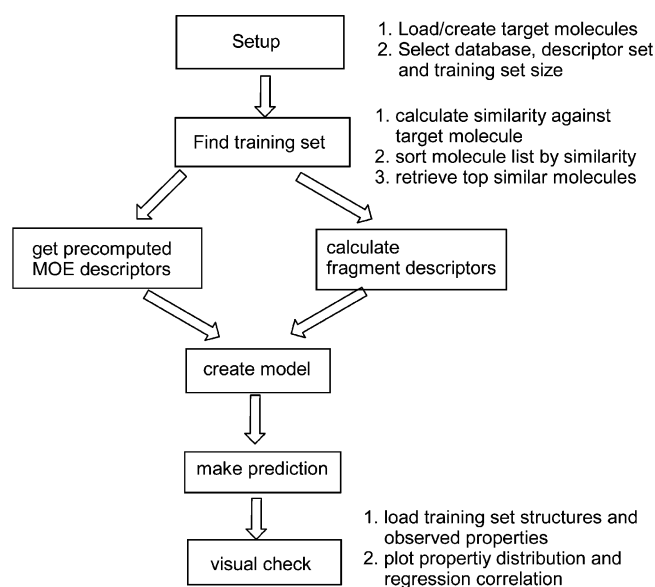 Setup
1. Load/create target molecules
2. Select database, descriptor set
and training set size
Find training set
1. calculate similarity against
target molecule
2. sort molecule list by similarity
3. retrieve top similar molecules
get precomputed
MOE descriptors
calculate
fragment descriptors
create model
make prediction
visual check
1. load training set structures and
observed properties
2. plot propertiy distribution and
regression correlation